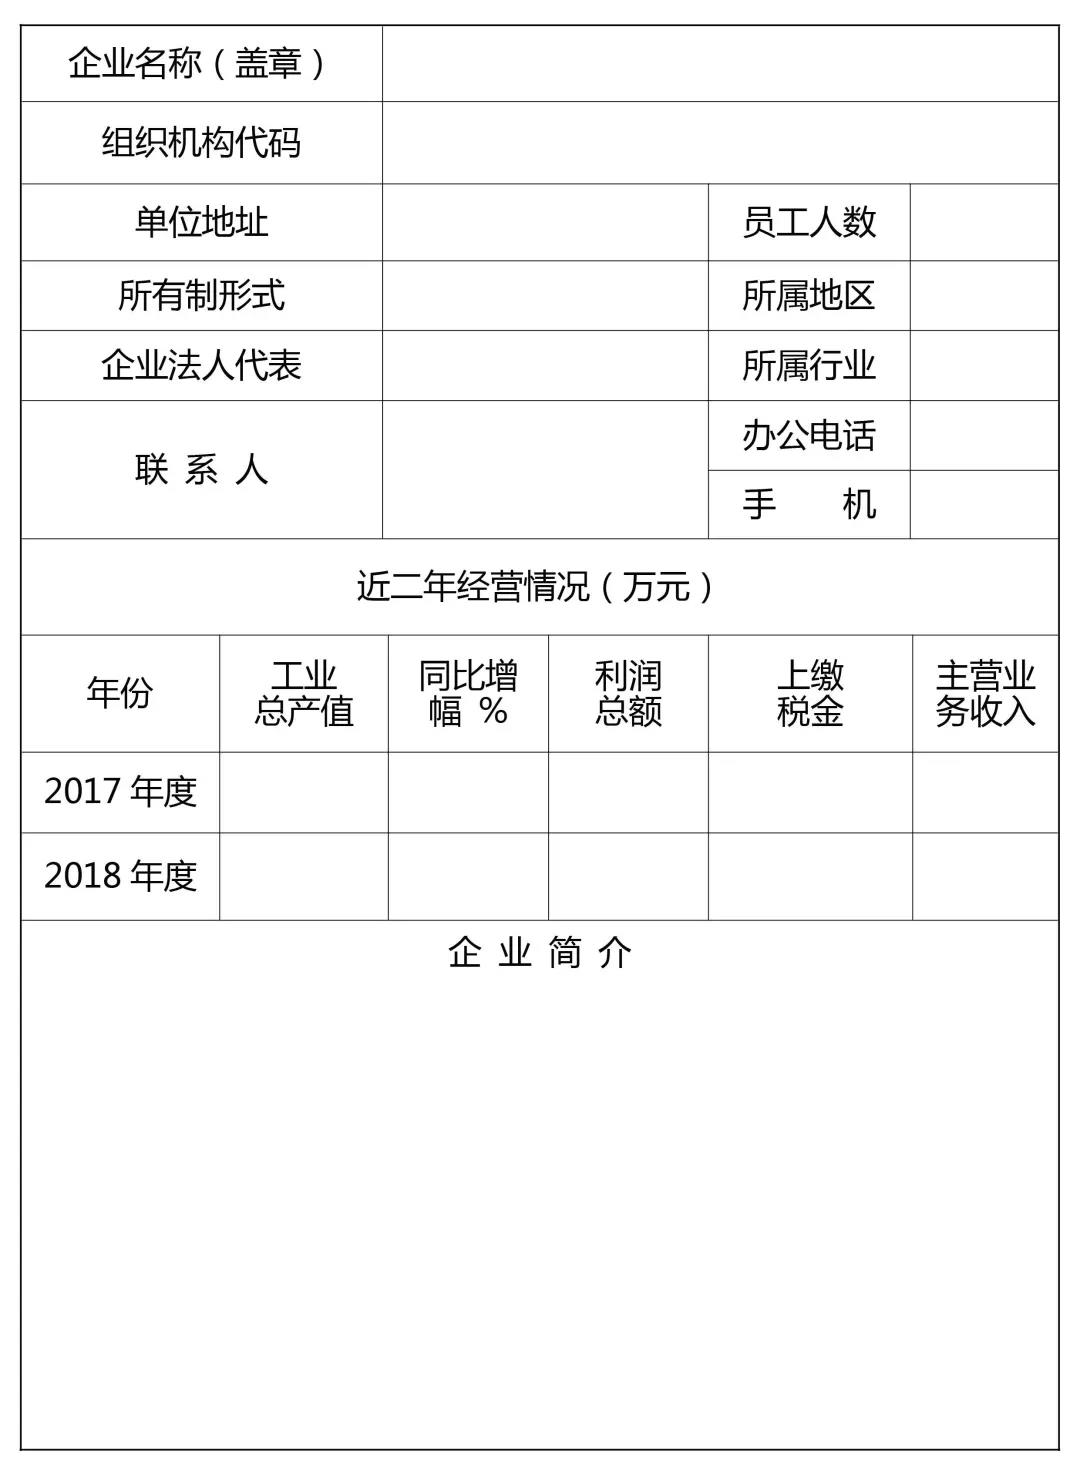 企业名称（盖章）
组织机构代码
单位地址 员工人数
所有制形式 所属地区
企业法人代表 所属行业
联 系 人 办公电话
手 机
近二年经营情况（万元）
年份 工业总产值 同比增幅 % 利润总额 上缴税金 主营业务收入
2017 年度
2018 年度
企 业 简 介